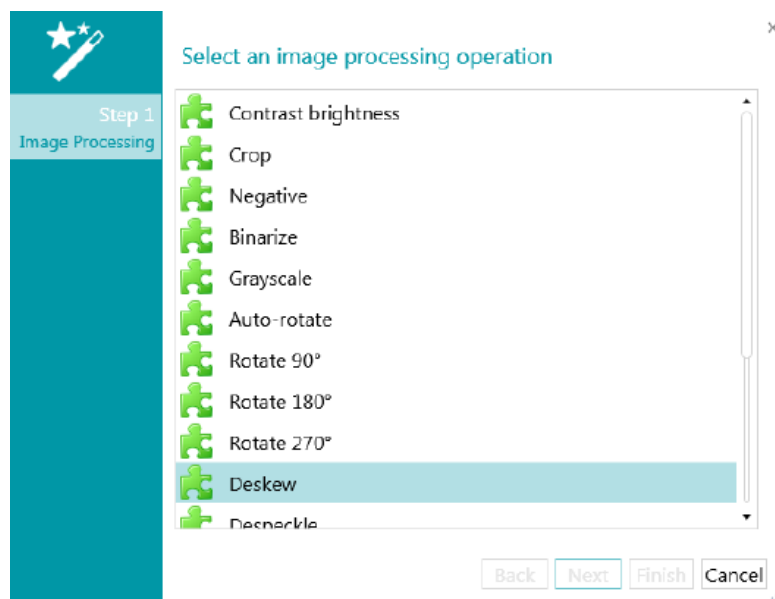 Select an image processing operation
Step 1
Image Processing
Contrast brightness
Crop
Negative
Binarize
Grayscale
Auto-rotate
Rotate 90°
Rotate 180°
Rotate 270°
Deskew
Despeckle
Back Next Finish Cancel